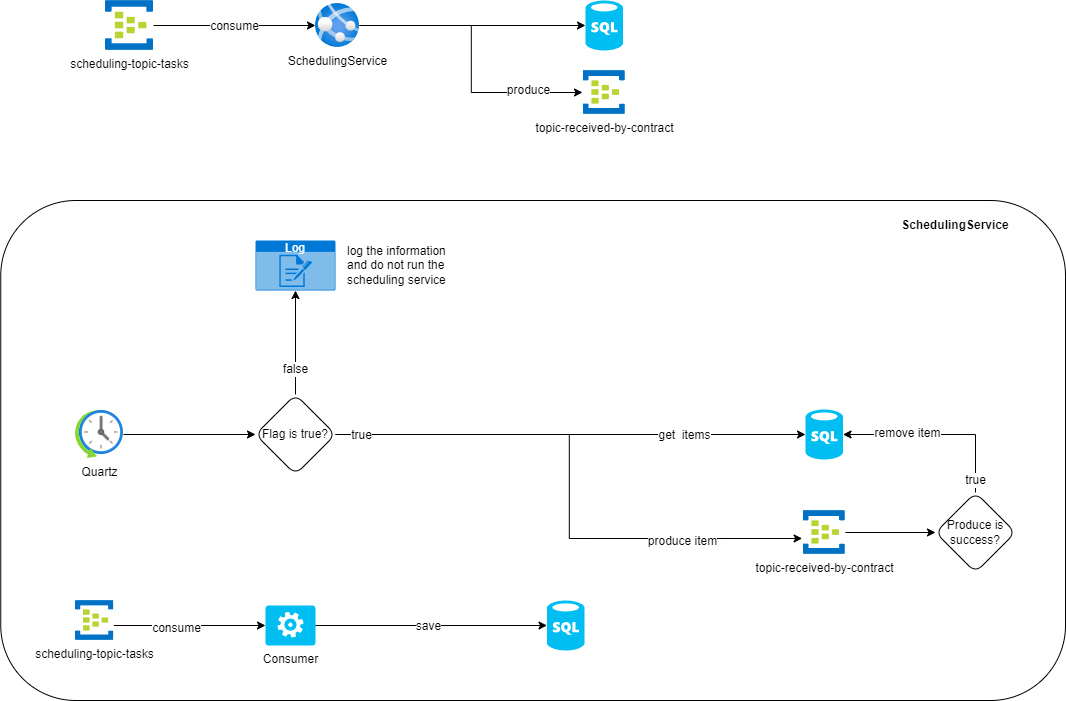 consume
SQL
scheduling-topic-tasks
SchedulingService
produce
topic-received-by-contract
SchedulingService
Log
log the information
and do not run the
scheduling service
false
Quartz
Flag is true?
true
get items
SQL
remove item
true
produce item
topic-received-by-contract
Produce is
success?
scheduling-topic-tasks
consume
Consumer
save
SQL